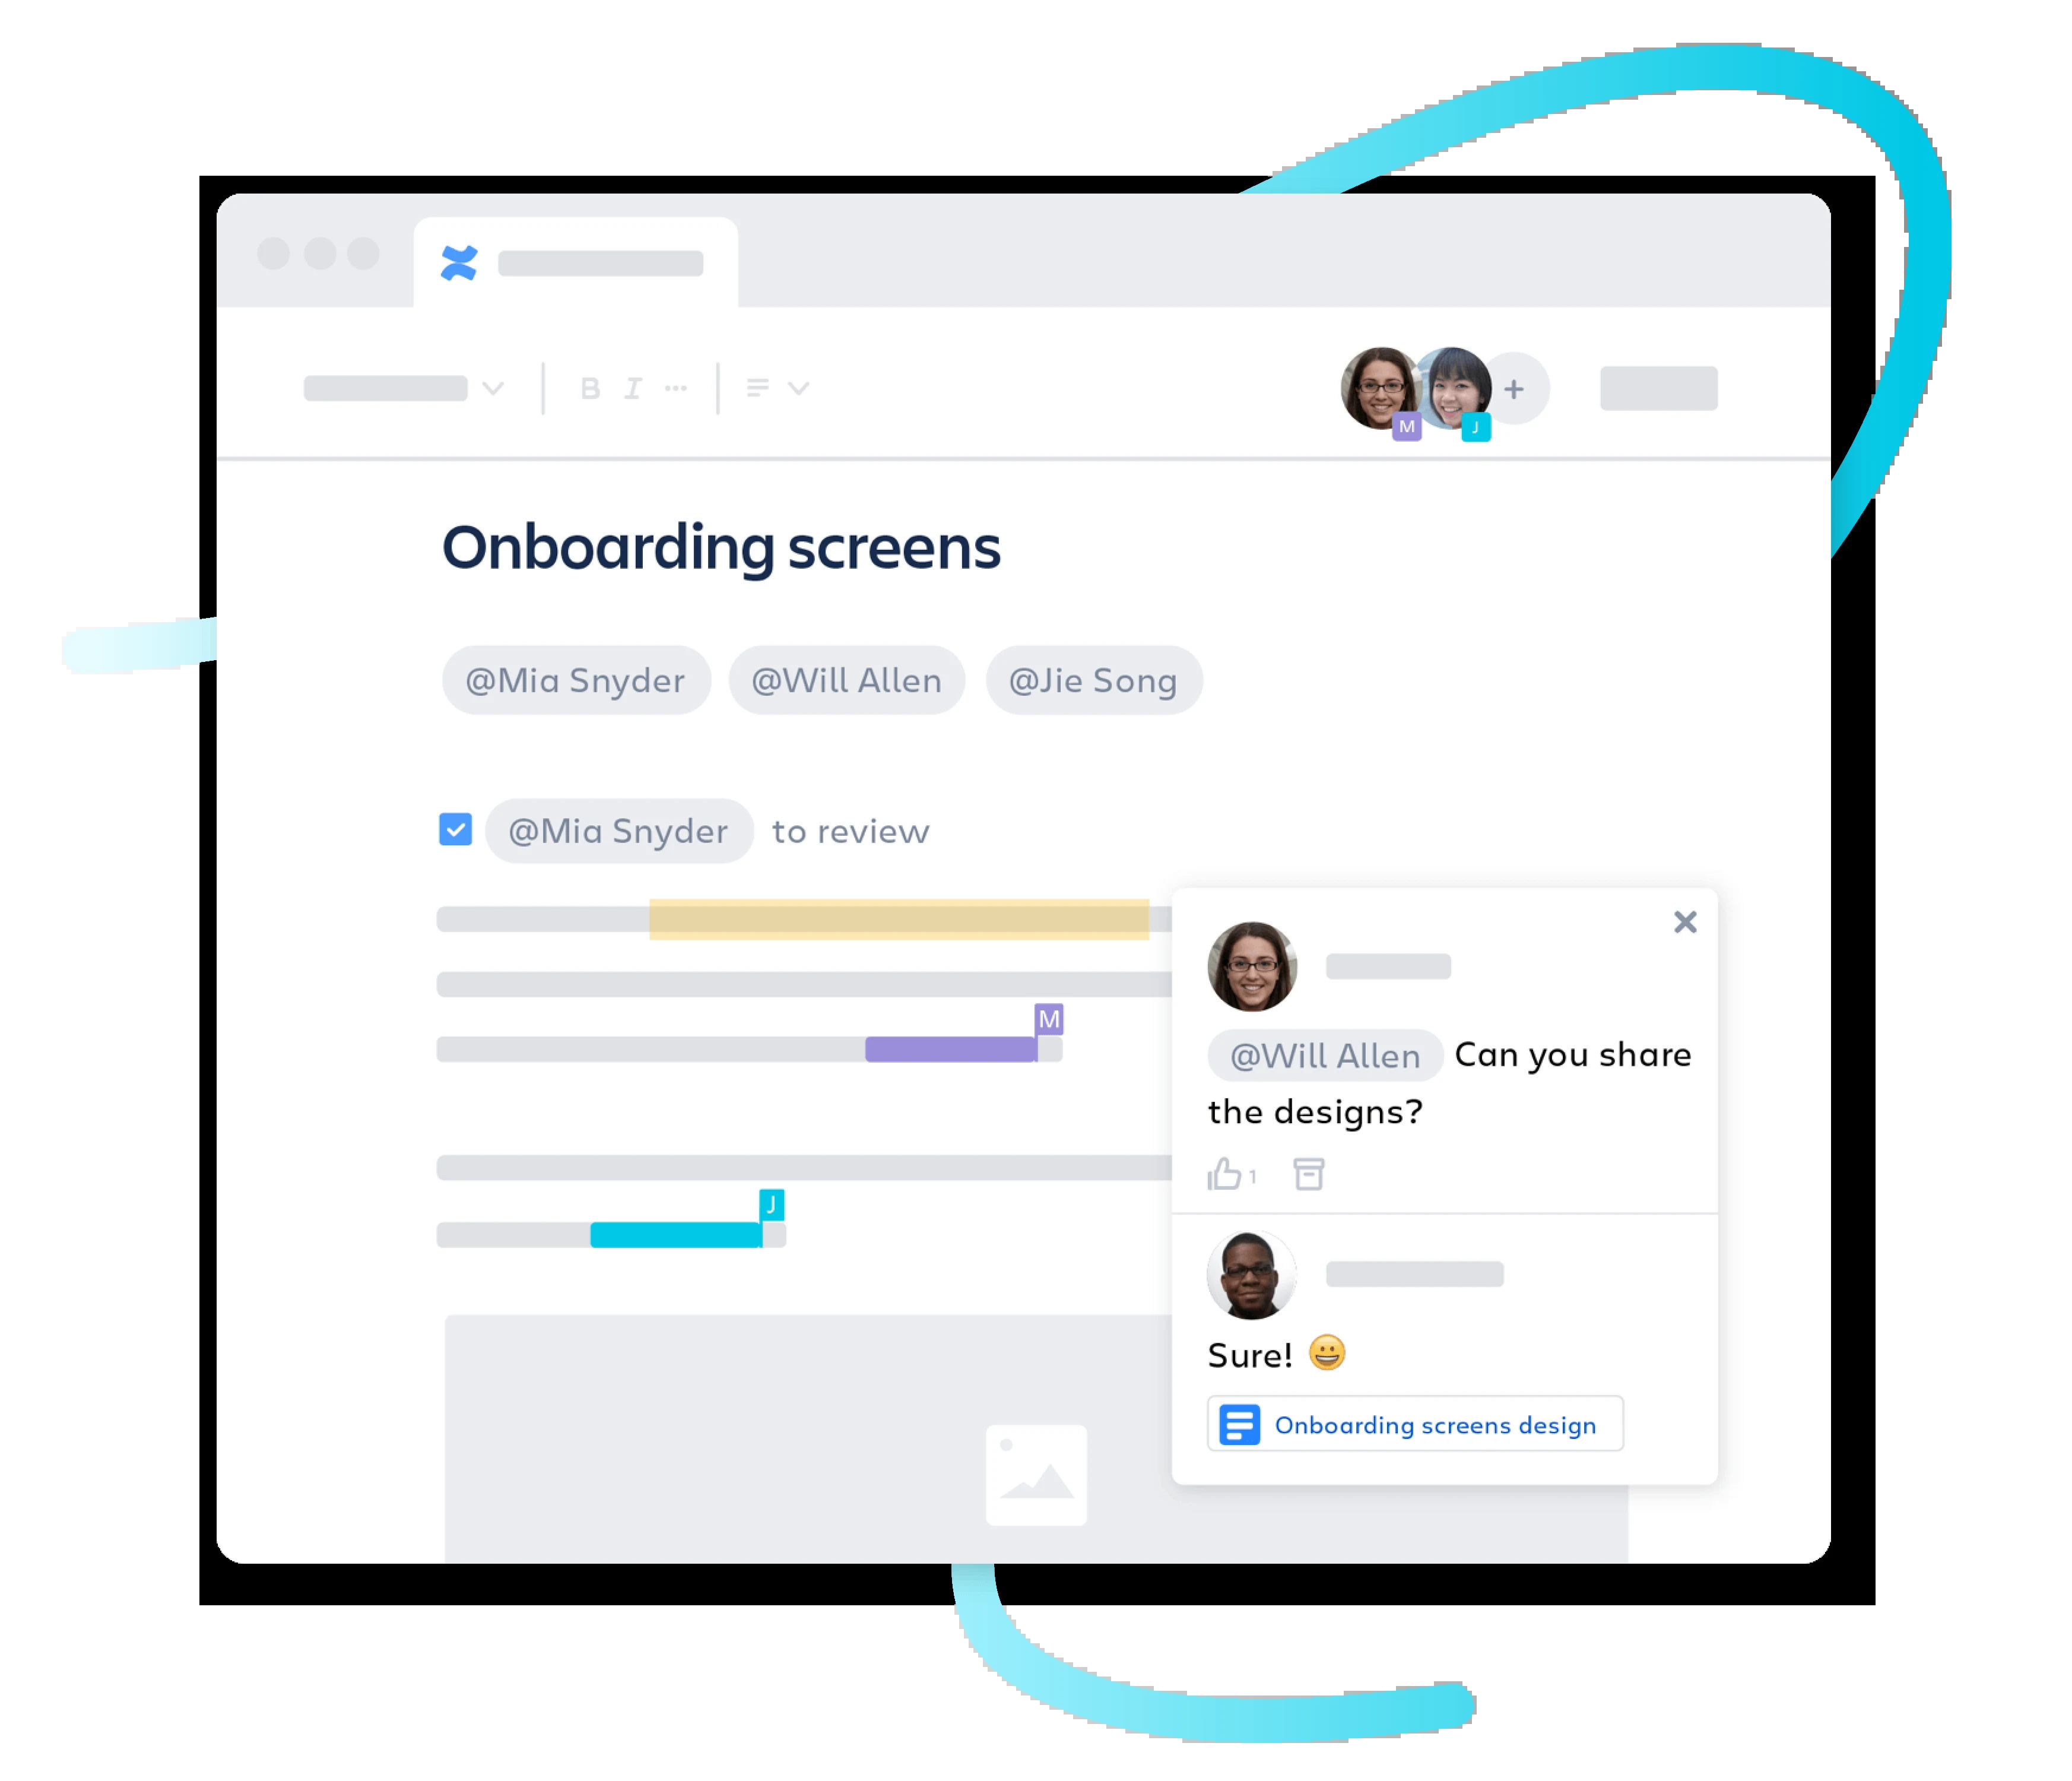 B I ...
M J +
Onboarding screens
@Mia Snyder @Will Allen @Jie Song
@Mia Snyder to review
M
@Will Allen Can you share
the designs?
1
J
Sure! 😀
Onboarding screens design